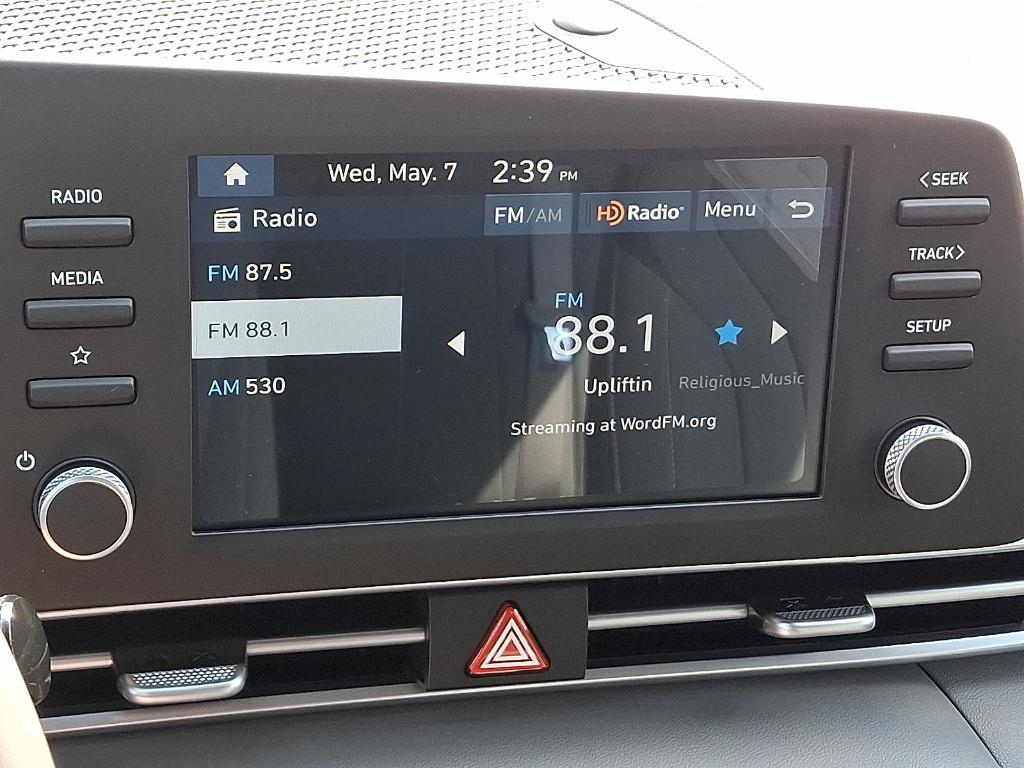 Wed, May. 7 2:39 PM
RADIO
Radio
FM/AM
HD Radio
Menu
<SEEK
MEDIA
FM 87.5
TRACK>
FM 88.1
FM
88.1
SETUP
AM 530
Upliftin
Religious_Music
Streaming at WordFM.org